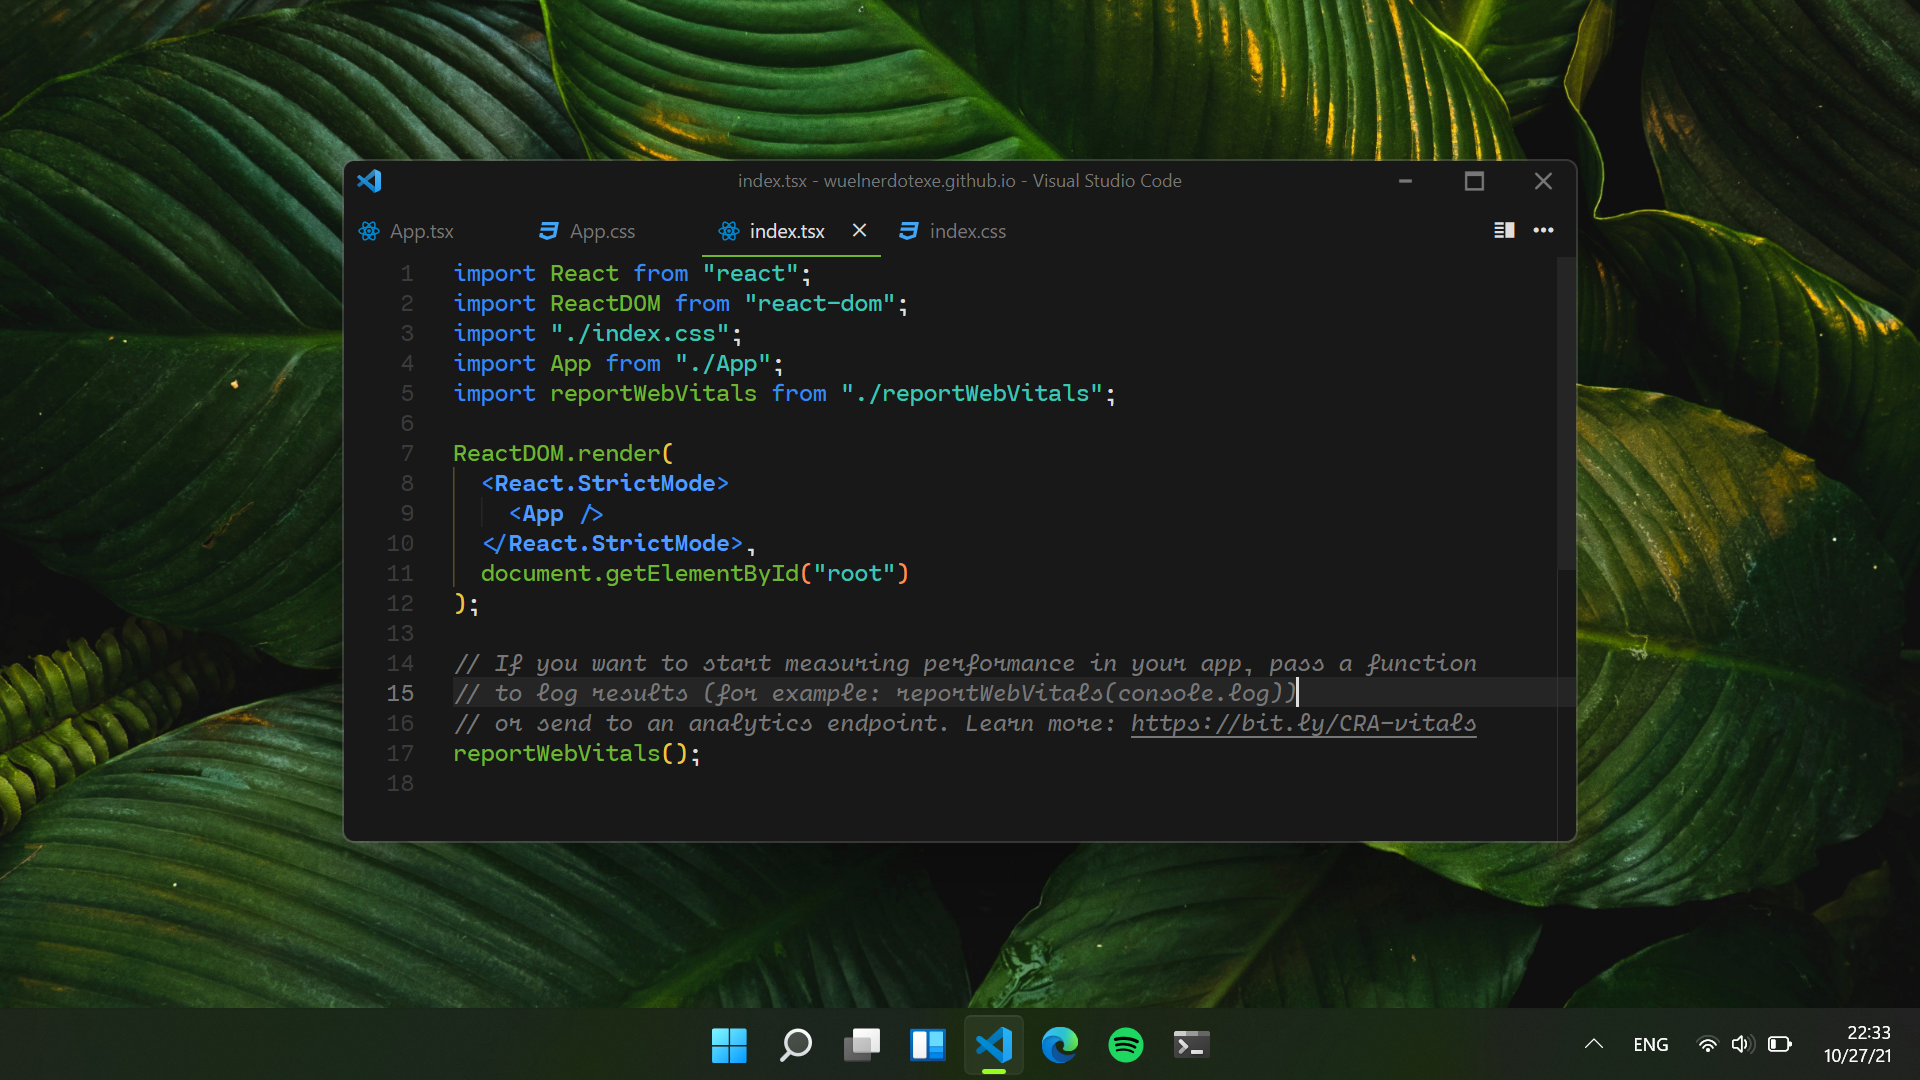 index.tsx - wuelnerdotexe.github.io - Visual Studio Code
App.tsx App.css index.tsx index.css
1 import React from "react";
2 import ReactDOM from "react-dom";
3 import "./index.css";
4 import App from "./App";
5 import reportWebVitals from "./reportWebVitals";
6
7 ReactDOM.render(
8 <React.StrictMode>
9 <App />
10 </React.StrictMode>,
11 document.getElementById("root")
12 );
13
14 // If you want to start measuring performance in your app, pass a function
15 // to log results (for example: reportWebVitals(console.log))
16 // or send to an analytics endpoint. Learn more: https://bit.ly/CRA-vitals
17 reportWebVitals();
18
ENG
22:33
10/27/21